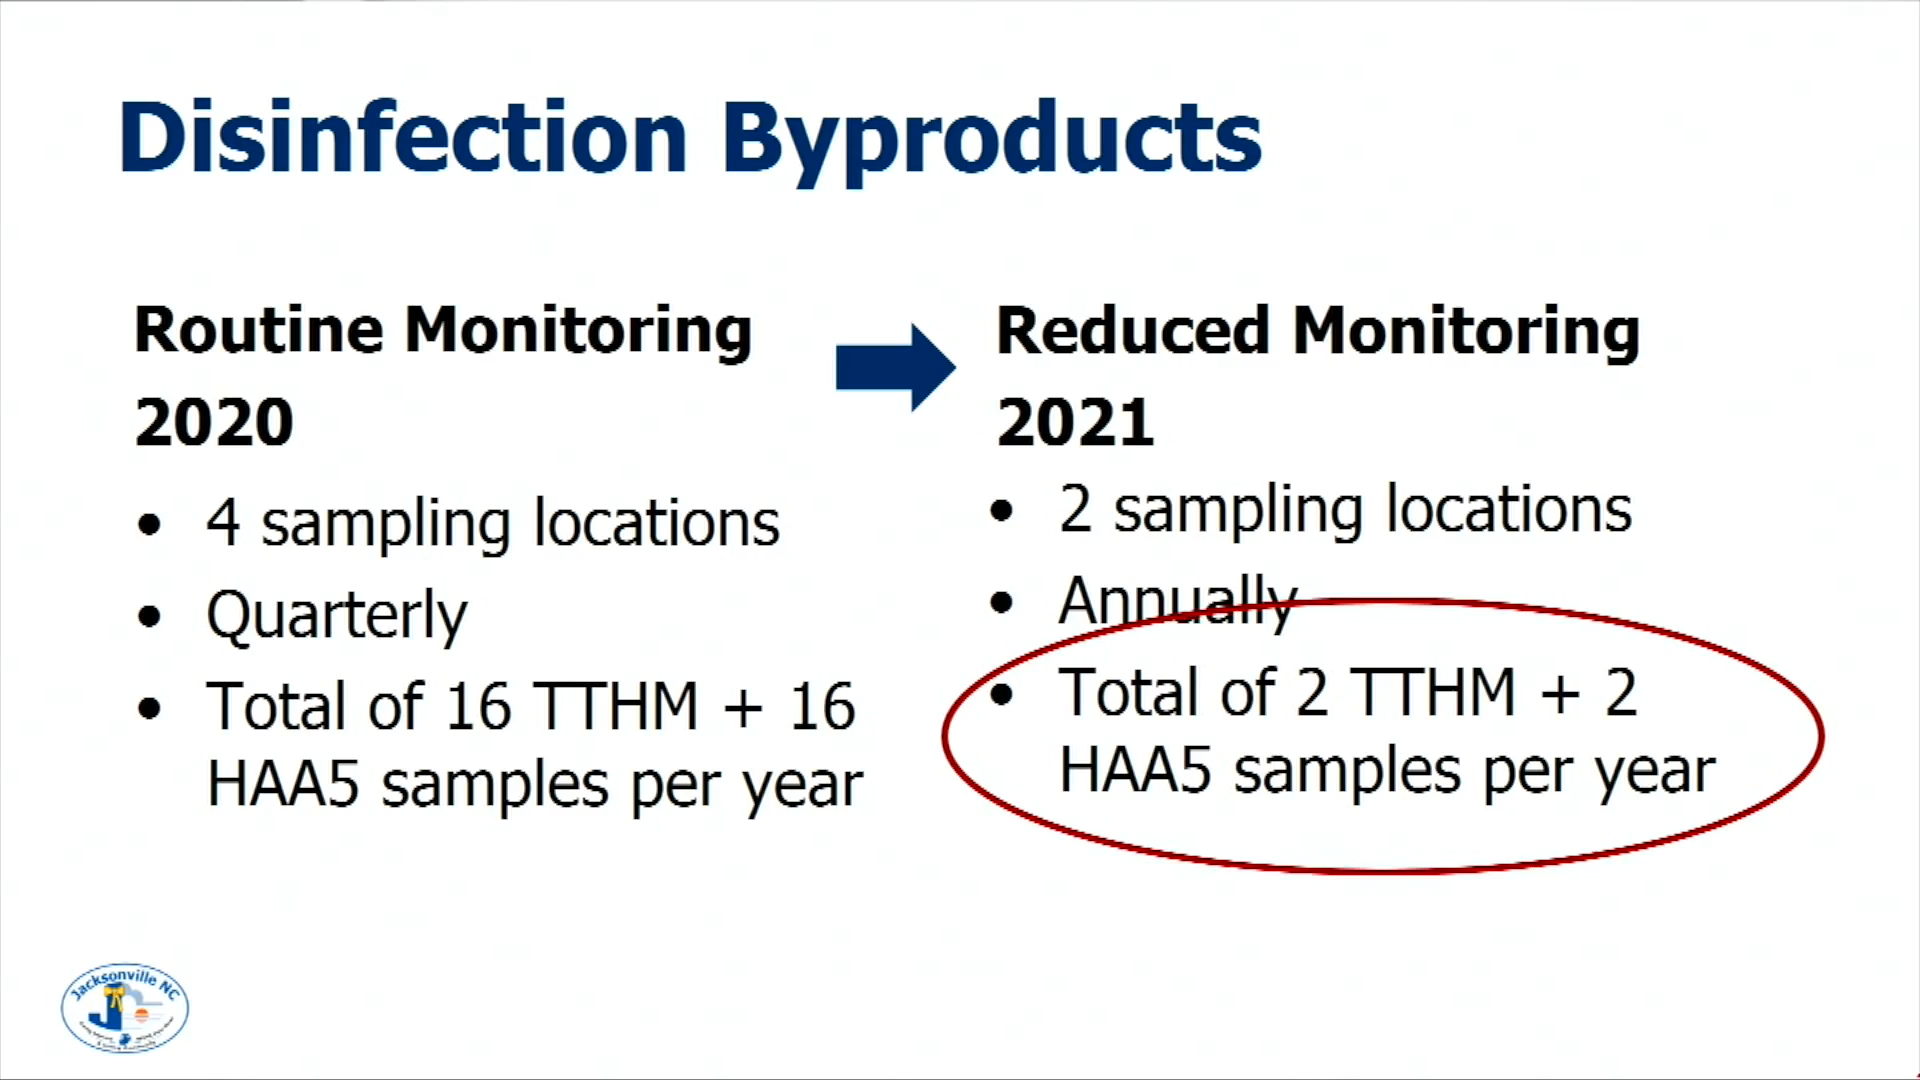 Disinfection Byproducts
Routine Monitoring
2020
• 4 sampling locations
• Quarterly
• Total of 16 TTHM + 16
HAA5 samples per year
Reduced Monitoring
2021
• 2 sampling locations
• Annually
• Total of 2 TTHM + 2
HAA5 samples per year
Jacksonville NC